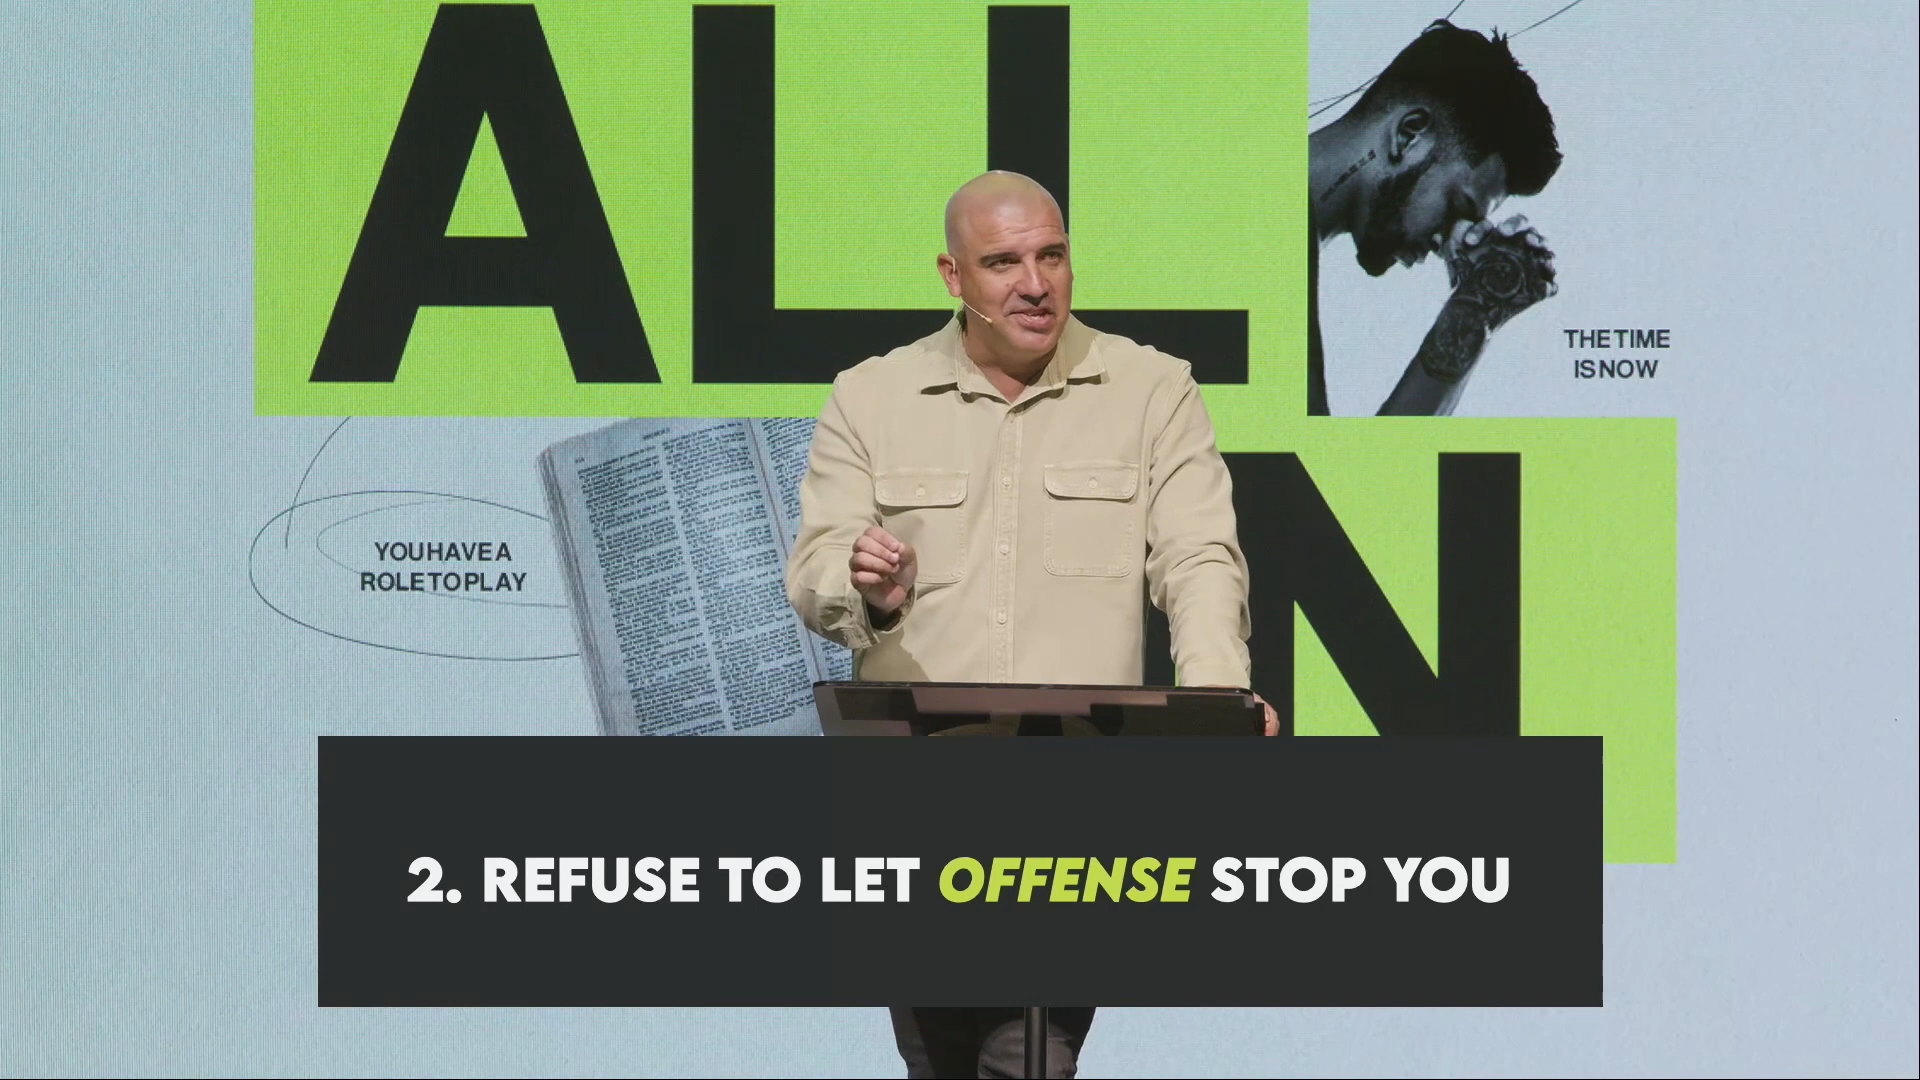 ALL
IN
THE TIME
IS NOW
YOU HAVE A
ROLE TO PLAY
2. REFUSE TO LET OFFENSE STOP YOU